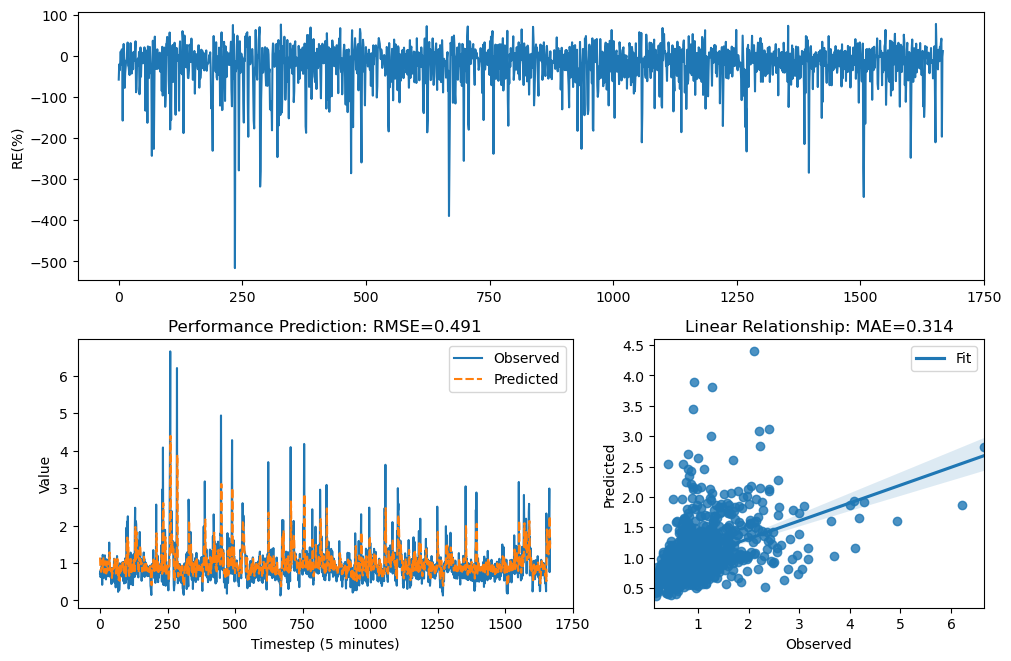 100
0
−100
−200
−300
−400
−500
RE(%)
0 250 500 750 1000 1250 1500 1750
Performance Prediction: RMSE=0.491
Observed
Predicted
6
5
4
3
2
1
0
Value
0 250 500 750 1000 1250 1500 1750
Timestep (5 minutes)
Linear Relationship: MAE=0.314
Fit
4.5
4.0
3.5
3.0
2.5
2.0
1.5
1.0
0.5
Predicted
1 2 3 4 5 6
Observed